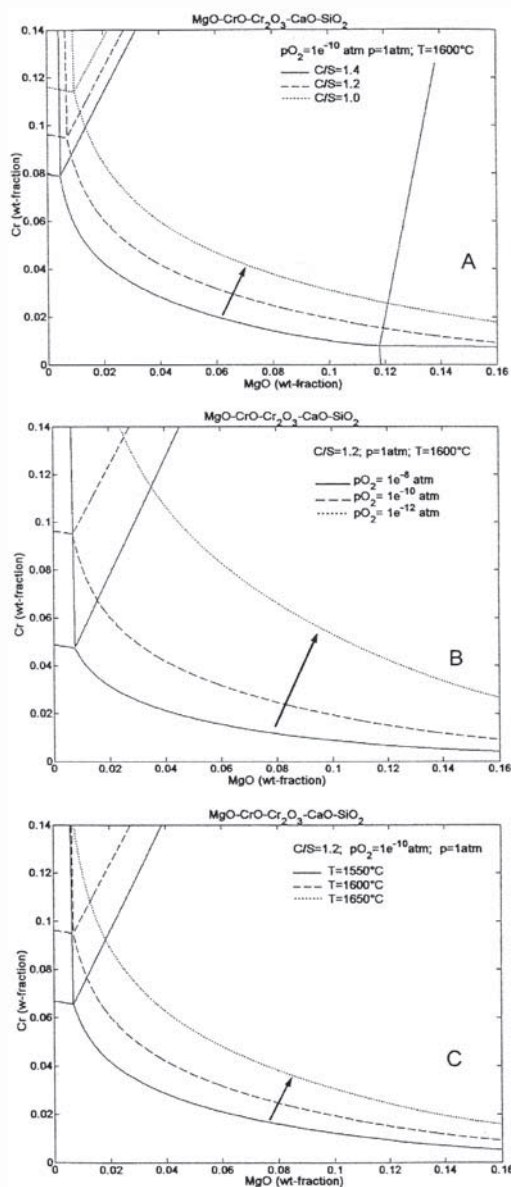 MgO-CrO-Cr₂O₃-CaO-SiO₂
pO₂=1e⁻¹⁰ atm p=1atm; T=1600°C
C/S=1.4
C/S=1.2
C/S=1.0
A
Cr (wt-fraction)
0.14
0.12
0.1
0.08
0.06
0.04
0.02
0
0 0.02 0.04 0.06 0.08 0.10 0.12 0.14 0.16
MgO (wt-fraction)
MgO-CrO-Cr₂O₃-CaO-SiO₂
C/S=1.2; p=1atm; T=1600°C
pO₂= 1e⁻⁸ atm
pO₂= 1e⁻¹⁰ atm
pO₂= 1e⁻¹² atm
B
Cr (wt-fraction)
0.14
0.12
0.1
0.08
0.06
0.04
0.02
0
0 0.02 0.04 0.06 0.08 0.1 0.12 0.14 0.16
MgO (wt-fraction)
MgO-CrO-Cr₂O₃-CaO-SiO₂
C/S=1.2; pO₂=1e⁻¹⁰atm; p=1atm
T=1550°C
T=1600°C
T=1650°C
C
Cr (w-fraction)
0.14
0.12
0.1
0.08
0.06
0.04
0.02
0
0 0.02 0.04 0.06 0.08 0.1 0.12 0.14 0.16
MgO (wt-fraction)